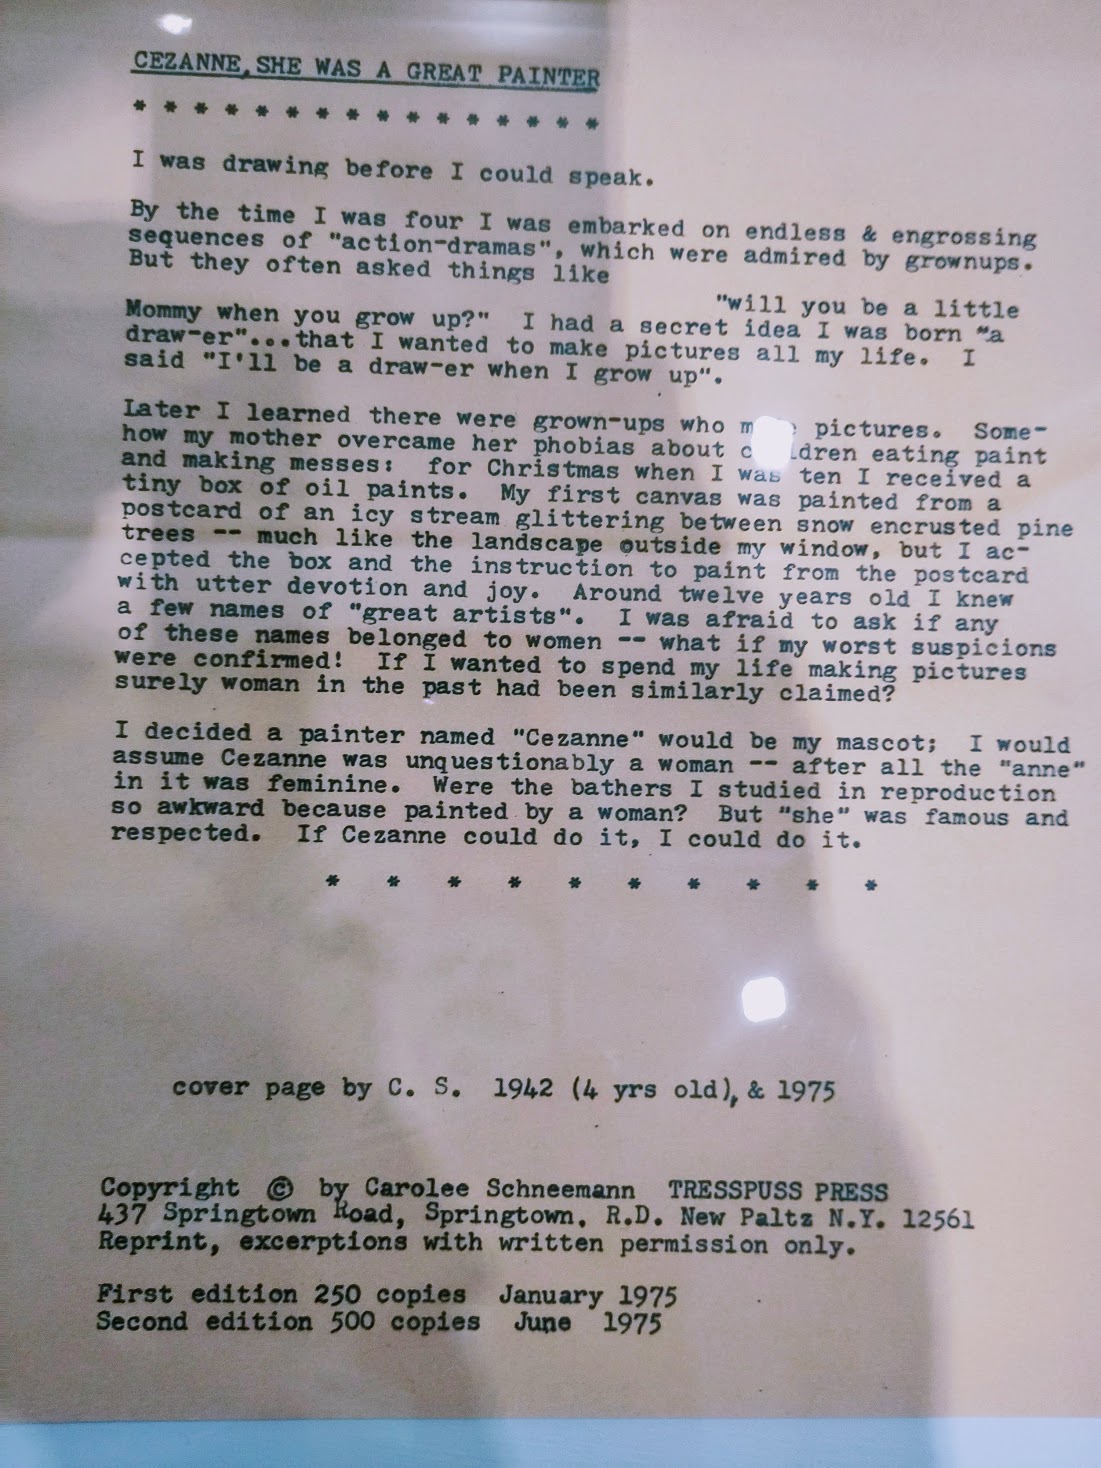 CEZANNE, SHE WAS A GREAT PAINTER
* * * * * * * * * * * * * * * *
I was drawing before I could speak.
By the time I was four I was embarked on endless & engrossing
sequences of "action-dramas", which were admired by grownups.
But they often asked things like
"will you be a little
Mommy when you grow up?" I had a secret idea I was born "a
draw-er"...that I wanted to make pictures all my life. I
said "I'll be a draw-er when I grow up".
Later I learned there were grown-ups who pictures. Some-
how my mother overcame her phobias about children eating paint
and making messes: for Christmas when I was ten I received a
tiny box of oil paints. My first canvas was painted from a
postcard of an icy stream glittering between snow encrusted pine
trees -- much like the landscape outside my window, but I ac-
cepted the box and the instruction to paint from the postcard
with utter devotion and joy. Around twelve years old I knew
a few names of "great artists". I was afraid to ask if any
of these names belonged to women -- what if my worst suspicions
were confirmed! If I wanted to spend my life making pictures
surely woman in the past had been similarly claimed?
I decided a painter named "Cezanne" would be my mascot; I would
assume Cezanne was unquestionably a woman -- after all the "anne"
in it was feminine. Were the bathers I studied in reproduction
so awkward because painted by a woman? But "she" was famous and
respected. If Cezanne could do it, I could do it.
* * * * * * * * * *
cover page by C. S. 1942 (4 yrs old), & 1975
Copyright © by Carolee Schneemann TRESSPUSS PRESS
437 Springtown Road, Springtown. R.D. New Paltz N.Y. 12561
Reprint, excerptions with written permission only.
First edition 250 copies January 1975
Second edition 500 copies June 1975